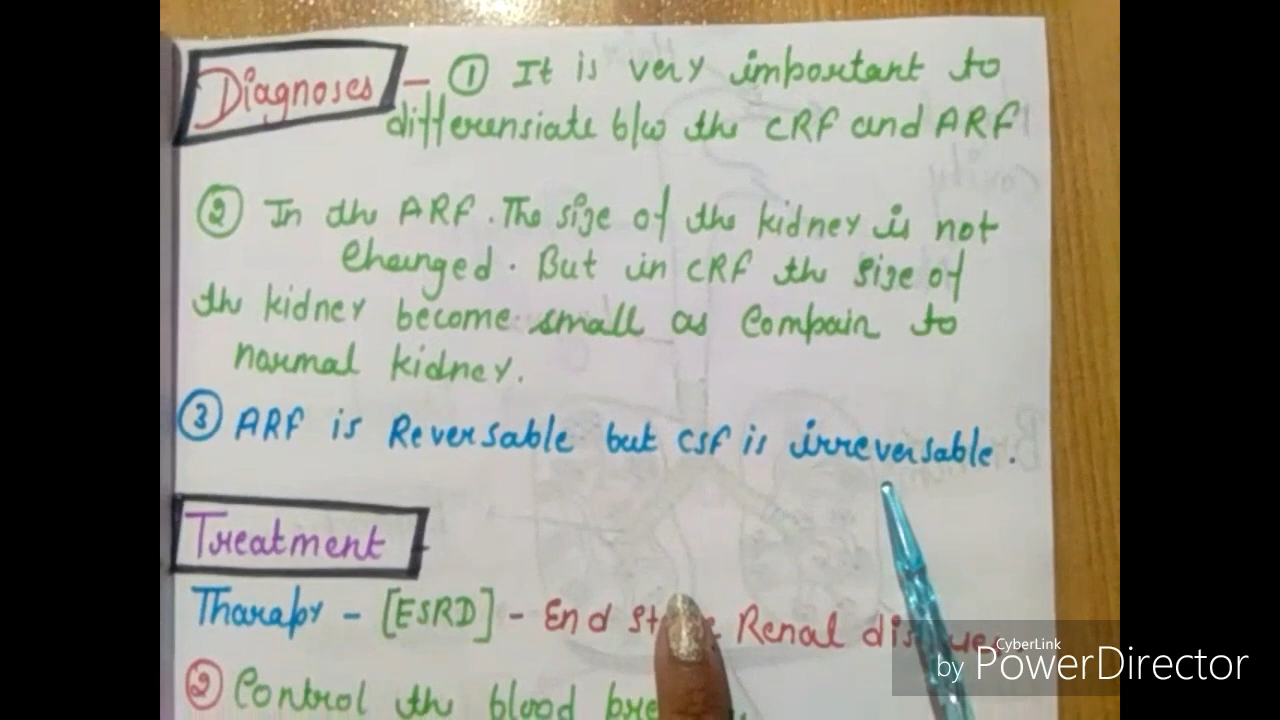 Diagnoses - ① It is very important to
differensiate b/w the CRF and ARF
② In the ARF. The size of the kidney is not
Changed. But in CRF the size of
the kidney become small as Compain to
normal kidney.
③ ARF is Reversable but CSF is irreversable.
Treatment -
Tharapy - [ESRD] - End Renal
② Control the blood
CyberLink
by PowerDirector